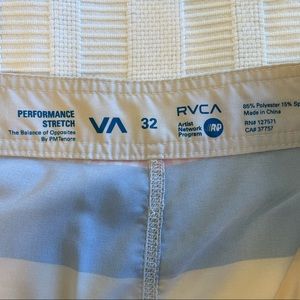 PERFORMANCE
STRETCH
The Balance of Opposites
By PMTenore
VA
32
RVCA
Artist
Network
Program
ANP
85% Polyester 15% Sp
Made in China
RN# 127571
CA# 37757